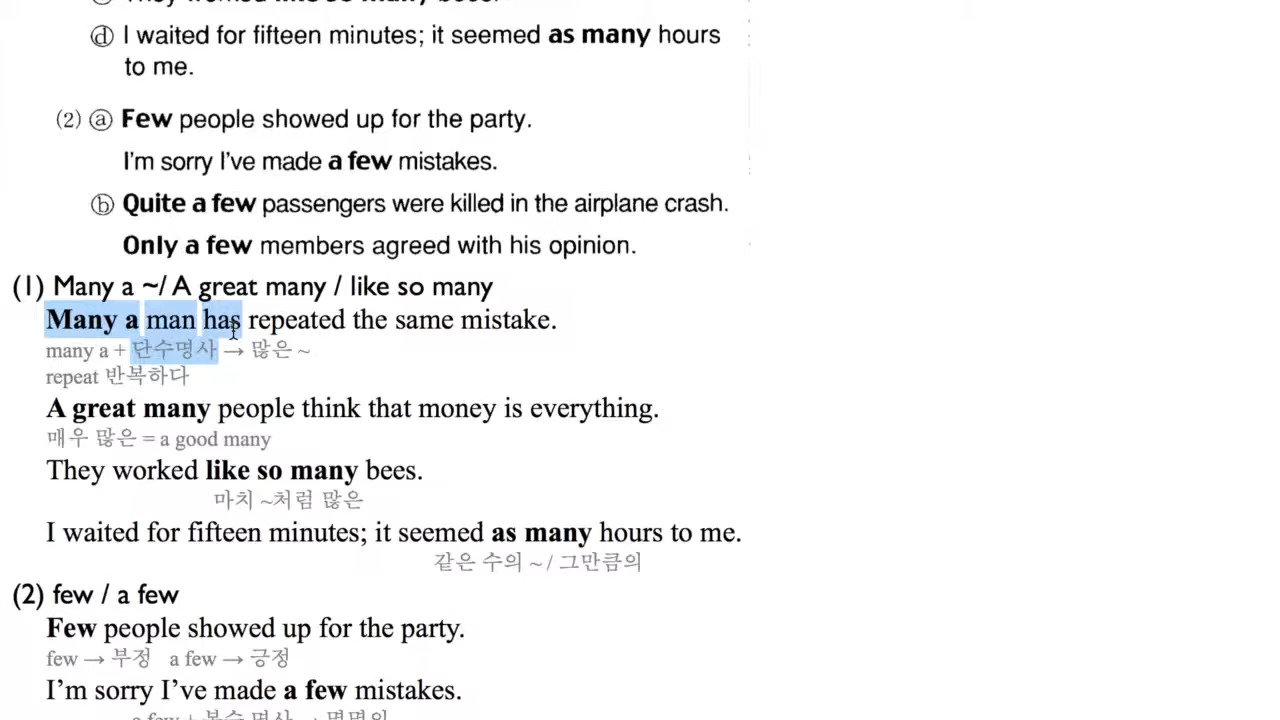 ⓓ I waited for fifteen minutes; it seemed as many hours
to me.
(2) ⓐ Few people showed up for the party.
I'm sorry I've made a few mistakes.
ⓑ Quite a few passengers were killed in the airplane crash.
Only a few members agreed with his opinion.
(1) Many a ~/ A great many / like so many
Many a man has repeated the same mistake.
many a + 단수명사 → 많은 ~
repeat 반복하다
A great many people think that money is everything.
매우 많은 = a good many
They worked like so many bees.
마치 ~처럼 많은
I waited for fifteen minutes; it seemed as many hours to me.
같은 수의 ~ / 그만큼의
(2) few / a few
Few people showed up for the party.
few → 부정 a few → 긍정
I'm sorry I've made a few mistakes.